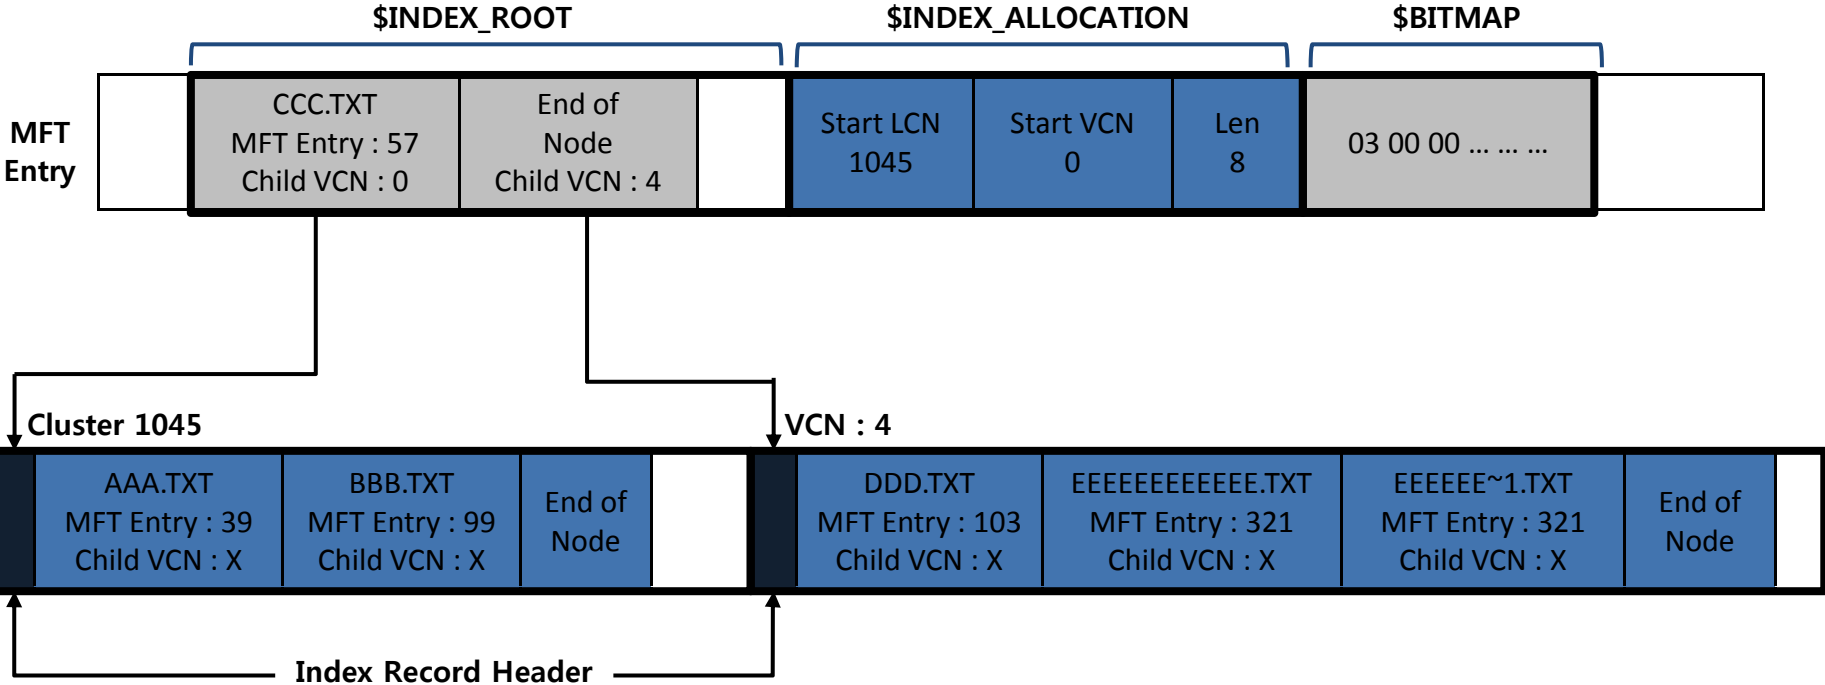 $INDEX_ROOT
$INDEX_ALLOCATION
$BITMAP
MFT
Entry
CCC.TXT
MFT Entry : 57
Child VCN : 0
End of
Node
Child VCN : 4
Start LCN
1045
Start VCN
0
Len
8
03 00 00 ... ... ...
Cluster 1045
VCN : 4
AAA.TXT
MFT Entry : 39
Child VCN : X
BBB.TXT
MFT Entry : 99
Child VCN : X
End of
Node
DDD.TXT
MFT Entry : 103
Child VCN : X
EEEEEEEEEEEE.TXT
MFT Entry : 321
Child VCN : X
EEEEEE~1.TXT
MFT Entry : 321
Child VCN : X
End of
Node
Index Record Header